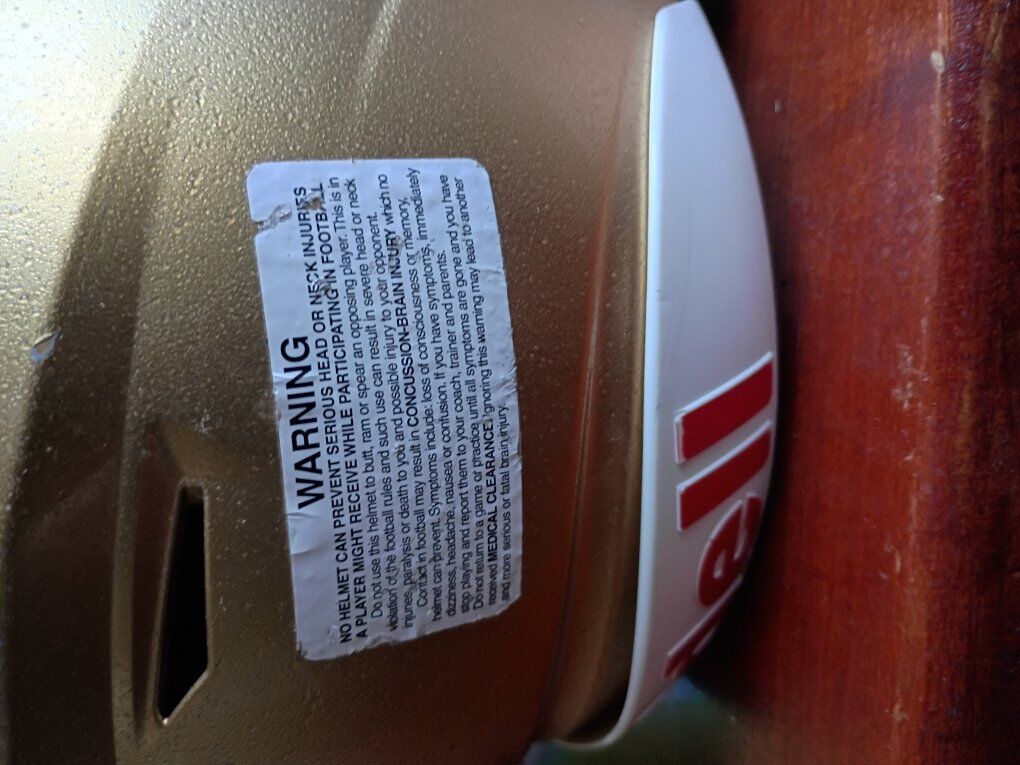 WARNING
NO HELMET CAN PREVENT SERIOUS HEAD OR NECK INJURIES
A PLAYER MIGHT RECEIVE WHILE PARTICIPATING IN FOOTBALL
Do not use this helmet to butt, ram or spear an opposing player. This is in
violation of the football rules and such use can result in severe head or neck
injuries, paralysis or death to you and possible injury to your opponent.
Contact in football may result in CONCUSSION-BRAIN INJURY which no
helmet can prevent. Symptoms include: loss of consciousness or memory,
dizziness, headache, nausea or confusion. If you have symptoms, immediately
stop playing and report them to your coach, trainer and parents.
Do not return to a game or practice until all symptoms are gone and you have
received MEDICAL CLEARANCE. Ignoring this warning may lead to another
and more serious or fatal brain injury.
dell